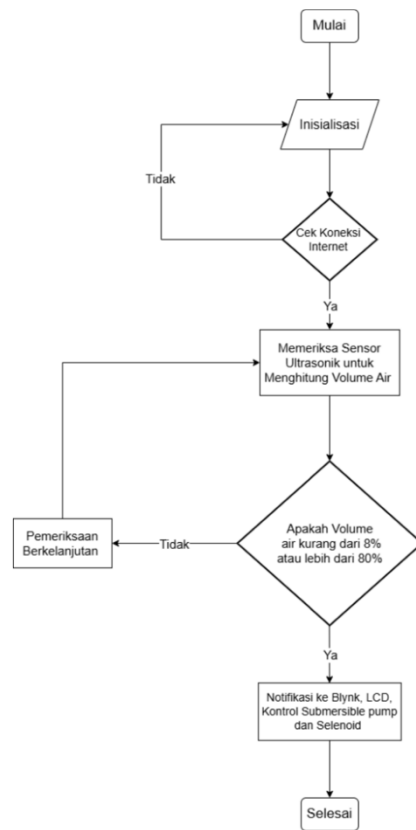 Mulai
Inisialisasi
Tidak
Cek Koneksi
Internet
Ya
Memeriksa Sensor
Ultrasonik untuk
Menghitung Volume Air
Apakah Volume
air kurang dari 8%
atau lebih dari 80%
Tidak
Pemeriksaan
Berkelanjutan
Ya
Notifikasi ke Blynk, LCD,
Kontrol Submersible pump
dan Selenoid
Selesai